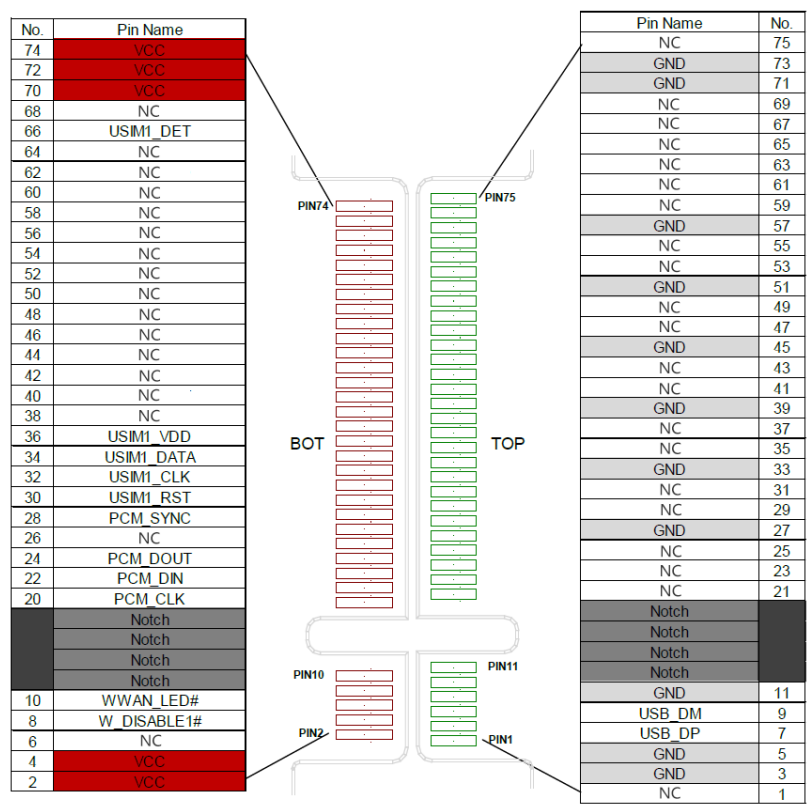 No. Pin Name
74 VCC
72 VCC
70 VCC
68 NC
66 USIM1_DET
64 NC
62 NC
60 NC
58 NC
56 NC
54 NC
52 NC
50 NC
48 NC
46 NC
44 NC
42 NC
40 NC
38 NC
36 USIM1_VDD
34 USIM1_DATA
32 USIM1_CLK
30 USIM1_RST
28 PCM_SYNC
26 NC
24 PCM_DOUT
22 PCM_DIN
20 PCM_CLK
Notch
Notch
Notch
Notch
10 WWAN_LED#
8 W_DISABLE1#
6 NC
4 VCC
2 VCC
PIN74
PIN75
BOT
TOP
PIN10
PIN11
PIN2
PIN1
Pin Name No.
NC 75
GND 73
GND 71
NC 69
NC 67
NC 65
NC 63
NC 61
NC 59
GND 57
NC 55
NC 53
GND 51
NC 49
NC 47
GND 45
NC 43
NC 41
GND 39
NC 37
NC 35
GND 33
NC 31
NC 29
GND 27
NC 25
NC 23
NC 21
Notch
Notch
Notch
Notch
GND 11
USB_DM 9
USB_DP 7
GND 5
GND 3
NC 1